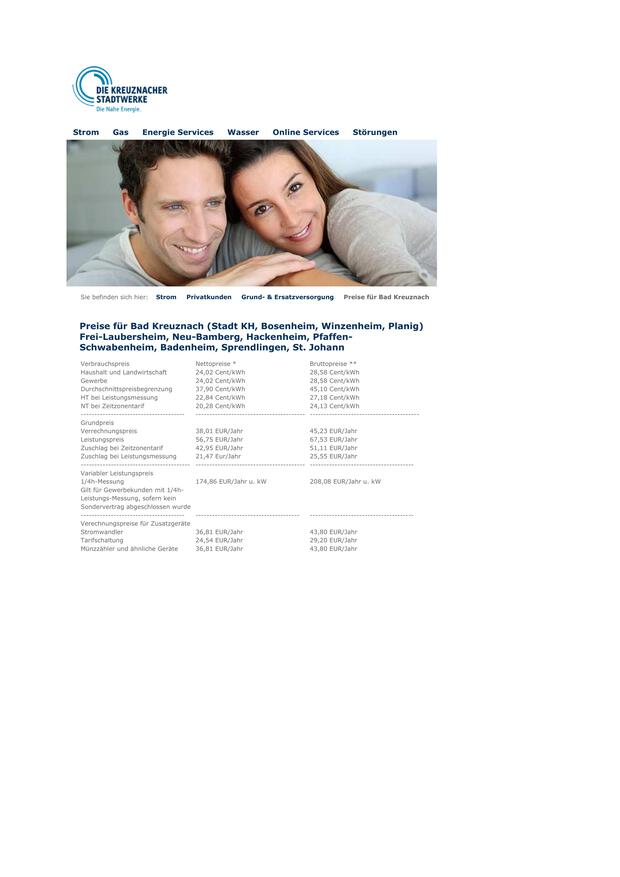 DIE KREUZNACHER
STADTWERKE
Die Nahe Energie.
Strom Gas Energie Services Wasser Online Services Störungen
Sie befinden sich hier: Strom Privatkunden Grund- & Ersatzversorgung Preise für Bad Kreuznach
Preise für Bad Kreuznach (Stadt KH, Bosenheim, Winzenheim, Planig)
Frei-Laubersheim, Neu-Bamberg, Hackenheim, Pfaffen-
Schwabenheim, Badenheim, Sprendlingen, St. Johann
Verbrauchspreis Nettopreise * Bruttopreise **
Haushalt und Landwirtschaft 24,02 Cent/kWh 28,58 Cent/kWh
Gewerbe 24,02 Cent/kWh 28,58 Cent/kWh
Durchschnittspreisbegrenzung 37,90 Cent/kWh 45,10 Cent/kWh
HT bei Leistungsmessung 22,84 Cent/kWh 27,18 Cent/kWh
NT bei Zeitzonentarif 20,28 Cent/kWh 24,13 Cent/kWh
Grundpreis
Verrechnungspreis 38,01 EUR/Jahr 45,23 EUR/Jahr
Leistungspreis 56,75 EUR/Jahr 67,53 EUR/Jahr
Zuschlag bei Zeitzonentarif 42,95 EUR/Jahr 51,11 EUR/Jahr
Zuschlag bei Leistungsmessung 21,47 Eur/Jahr 25,55 EUR/Jahr
Variabler Leistungspreis
1/4h-Messung 174,86 EUR/Jahr u. kW 208,08 EUR/Jahr u. kW
Gilt für Gewerbekunden mit 1/4h-
Leistungs-Messung, sofern kein
Sondervertrag abgeschlossen wurde
Verechnungspreise für Zusatzgeräte
Stromwandler 36,81 EUR/Jahr 43,80 EUR/Jahr
Tarifschaltung 24,54 EUR/Jahr 29,20 EUR/Jahr
Münzzähler und ähnliche Geräte 36,81 EUR/Jahr 43,80 EUR/Jahr